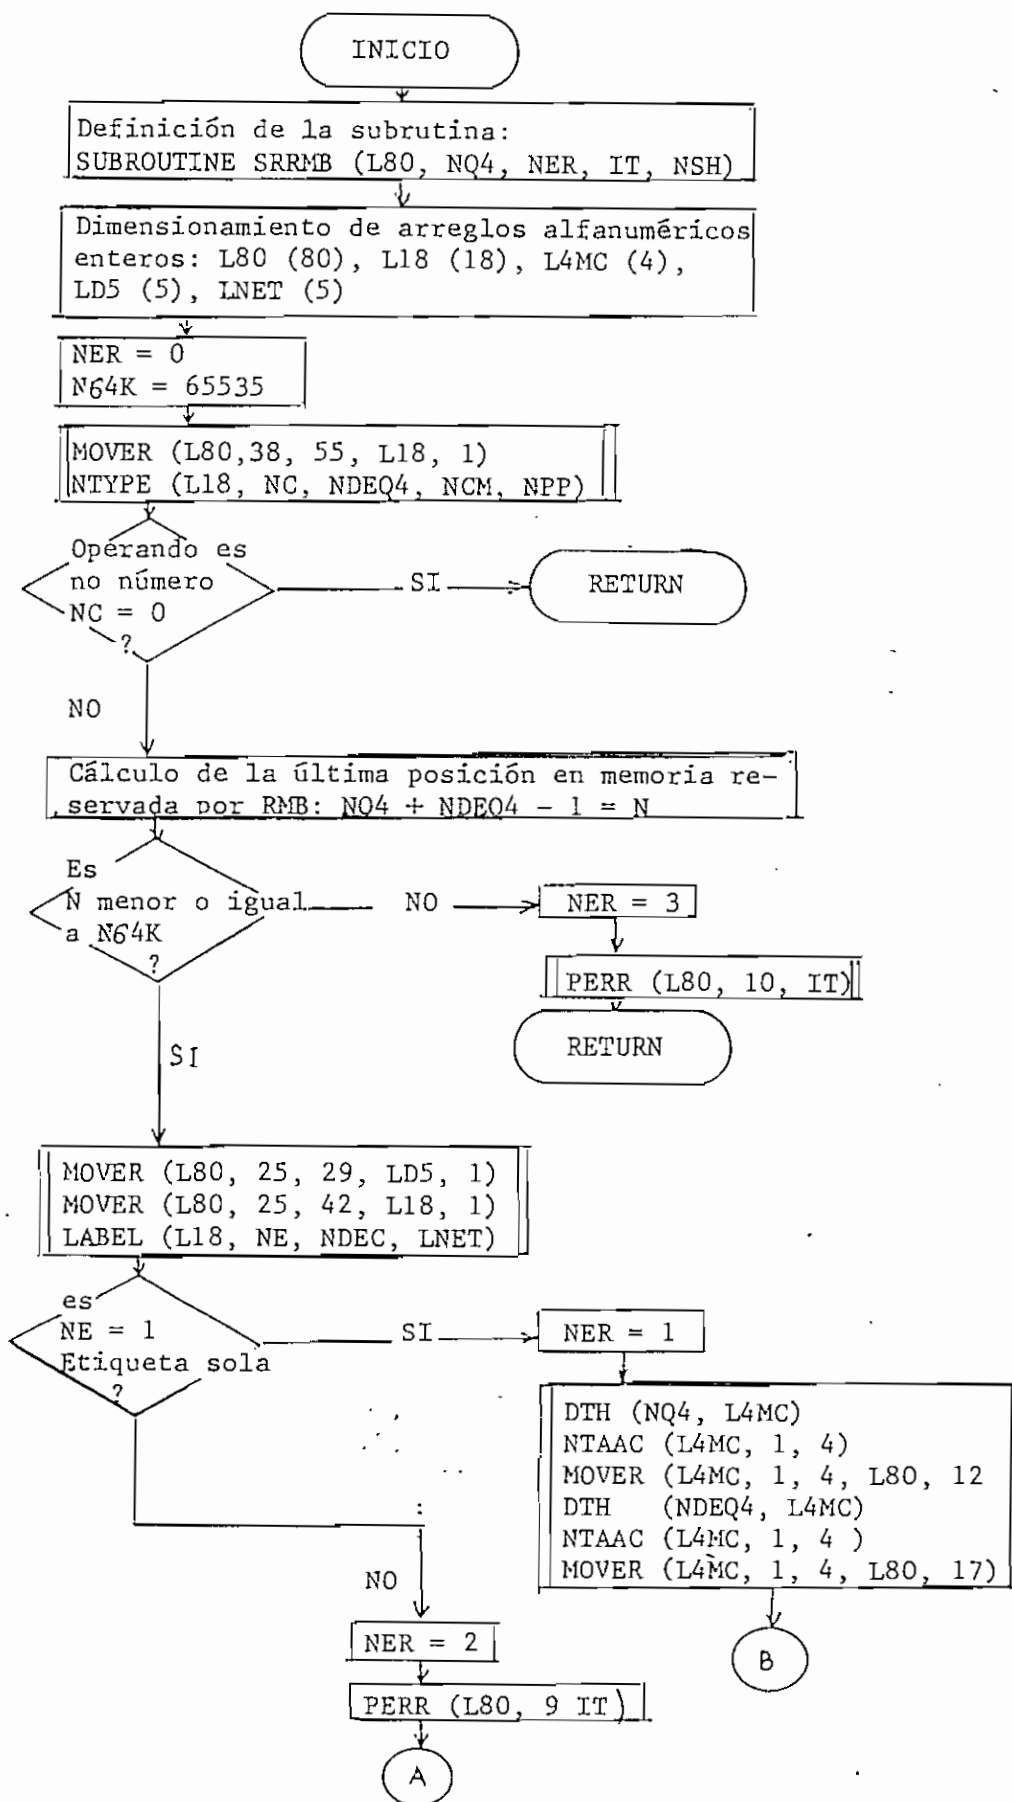 INICIO
Definición de la subrutina:
SUBROUTINE SRRMB (L80, NQ4, NER, IT, NSH)
Dimensionamiento de arreglos alfanuméricos
enteros: L80 (80), L18 (18), L4MC (4),
LD5 (5), LNET (5)
NER = 0
N64K = 65535
MOVER (L80,38, 55, L18, 1)
NTYPE (L18, NC, NDEQ4, NCM, NPP)
Operando es
no número
NC = 0
?
SI
RETURN
NO
Cálculo de la última posición en memoria re-
servada por RMB: NQ4 + NDEQ4 - 1 = N
Es
N menor o igual
a N64K
?
NO
NER = 3
PERR (L80, 10, IT)
RETURN
SI
MOVER (L80, 25, 29, LD5, 1)
MOVER (L80, 25, 42, L18, 1)
LABEL (L18, NE, NDEC, LNET)
es
NE = 1
Etiqueta sola
?
SI
NER = 1
DTH (NQ4, L4MC)
NTAAC (L4MC, 1, 4)
MOVER (L4MC, 1, 4, L80, 12
DTH (NDEQ4, L4MC)
NTAAC (L4MC, 1, 4 )
MOVER (L4MC, 1, 4, L80, 17)
B
NO
NER = 2
PERR (L80, 9 IT)
A